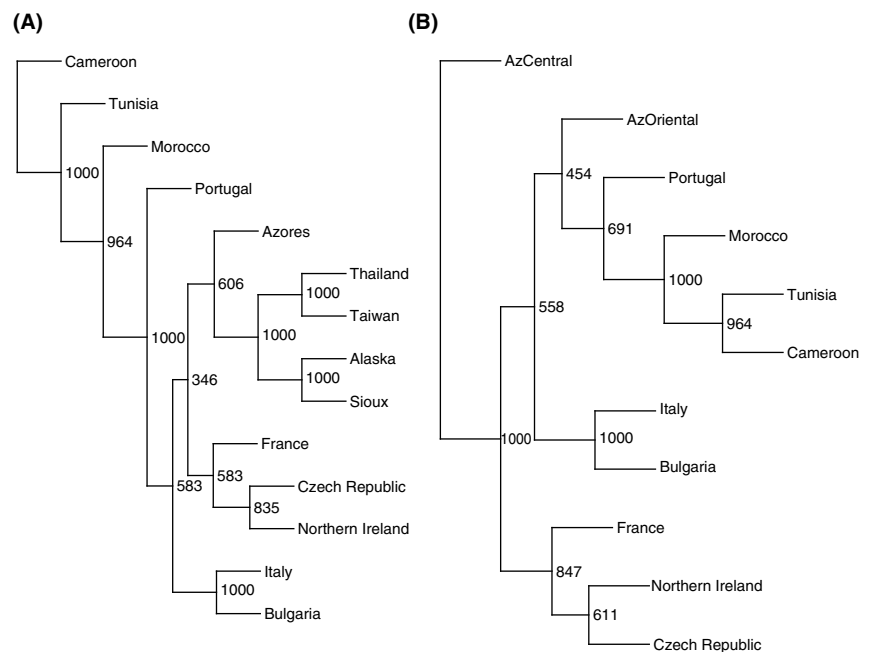 (A)
Cameroon
Tunisia
1000
Morocco
964
Portugal
1000
Azores
606
Thailand
1000
Taiwan
1000
Alaska
1000
Sioux
346
France
583
Czech Republic
835
Northern Ireland
583
Italy
1000
Bulgaria
(B)
AzCentral
AzOriental
454
Portugal
691
Morocco
1000
Tunisia
964
Cameroon
558
Italy
1000
Bulgaria
1000
France
847
Northern Ireland
611
Czech Republic